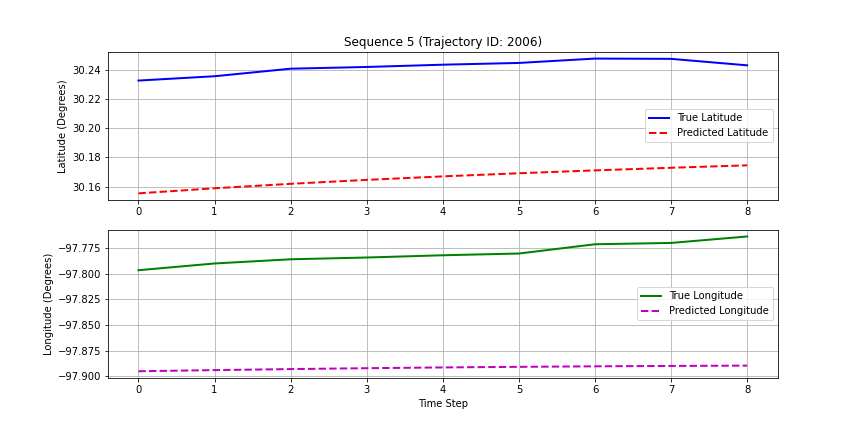 Sequence 5 (Trajectory ID: 2006)
Latitude (Degrees)
30.24
30.22
30.20
30.18
30.16
True Latitude
Predicted Latitude
0 1 2 3 4 5 6 7 8
Longitude (Degrees)
−97.775
−97.800
−97.825
−97.850
−97.875
−97.900
True Longitude
Predicted Longitude
0 1 2 3 4 5 6 7 8
Time Step